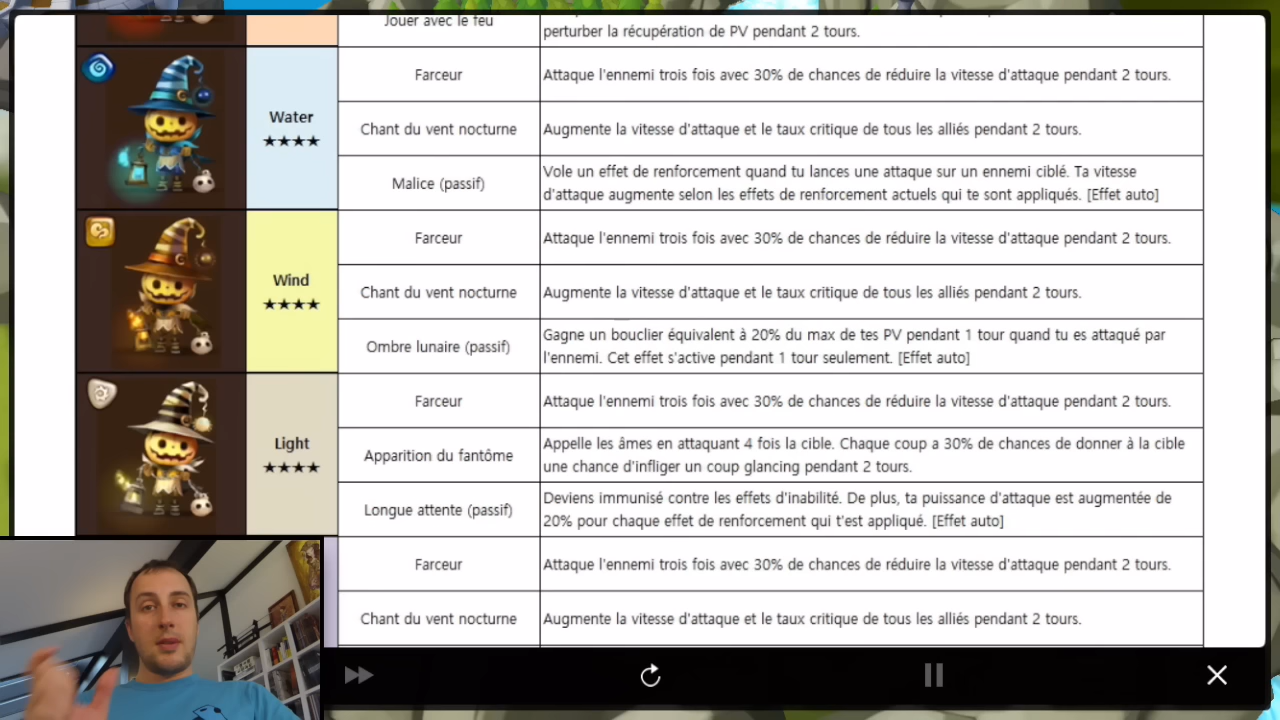 Jouer avec le feu
perturber la récupération de PV pendant 2 tours.
Water
★★★★
Farceur
Attaque l'ennemi trois fois avec 30% de chances de réduire la vitesse d'attaque pendant 2 tours.
Chant du vent nocturne
Augmente la vitesse d'attaque et le taux critique de tous les alliés pendant 2 tours.
Malice (passif)
Vole un effet de renforcement quand tu lances une attaque sur un ennemi ciblé. Ta vitesse
d'attaque augmente selon les effets de renforcement actuels qui te sont appliqués. [Effet auto]
Wind
★★★★
Farceur
Attaque l'ennemi trois fois avec 30% de chances de réduire la vitesse d'attaque pendant 2 tours.
Chant du vent nocturne
Augmente la vitesse d'attaque et le taux critique de tous les alliés pendant 2 tours.
Ombre lunaire (passif)
Gagne un bouclier équivalent à 20% du max de tes PV pendant 1 tour quand tu es attaqué par
l'ennemi. Cet effet s'active pendant 1 tour seulement. [Effet auto]
Light
★★★★
Farceur
Attaque l'ennemi trois fois avec 30% de chances de réduire la vitesse d'attaque pendant 2 tours.
Apparition du fantôme
Appelle les âmes en attaquant 4 fois la cible. Chaque coup a 30% de chances de donner à la cible
une chance d'infliger un coup glancing pendant 2 tours.
Longue attente (passif)
Deviens immunisé contre les effets d'inabilité. De plus, ta puissance d'attaque est augmentée de
20% pour chaque effet de renforcement qui t'est appliqué. [Effet auto]
Farceur
Attaque l'ennemi trois fois avec 30% de chances de réduire la vitesse d'attaque pendant 2 tours.
Chant du vent nocturne
Augmente la vitesse d'attaque et le taux critique de tous les alliés pendant 2 tours.